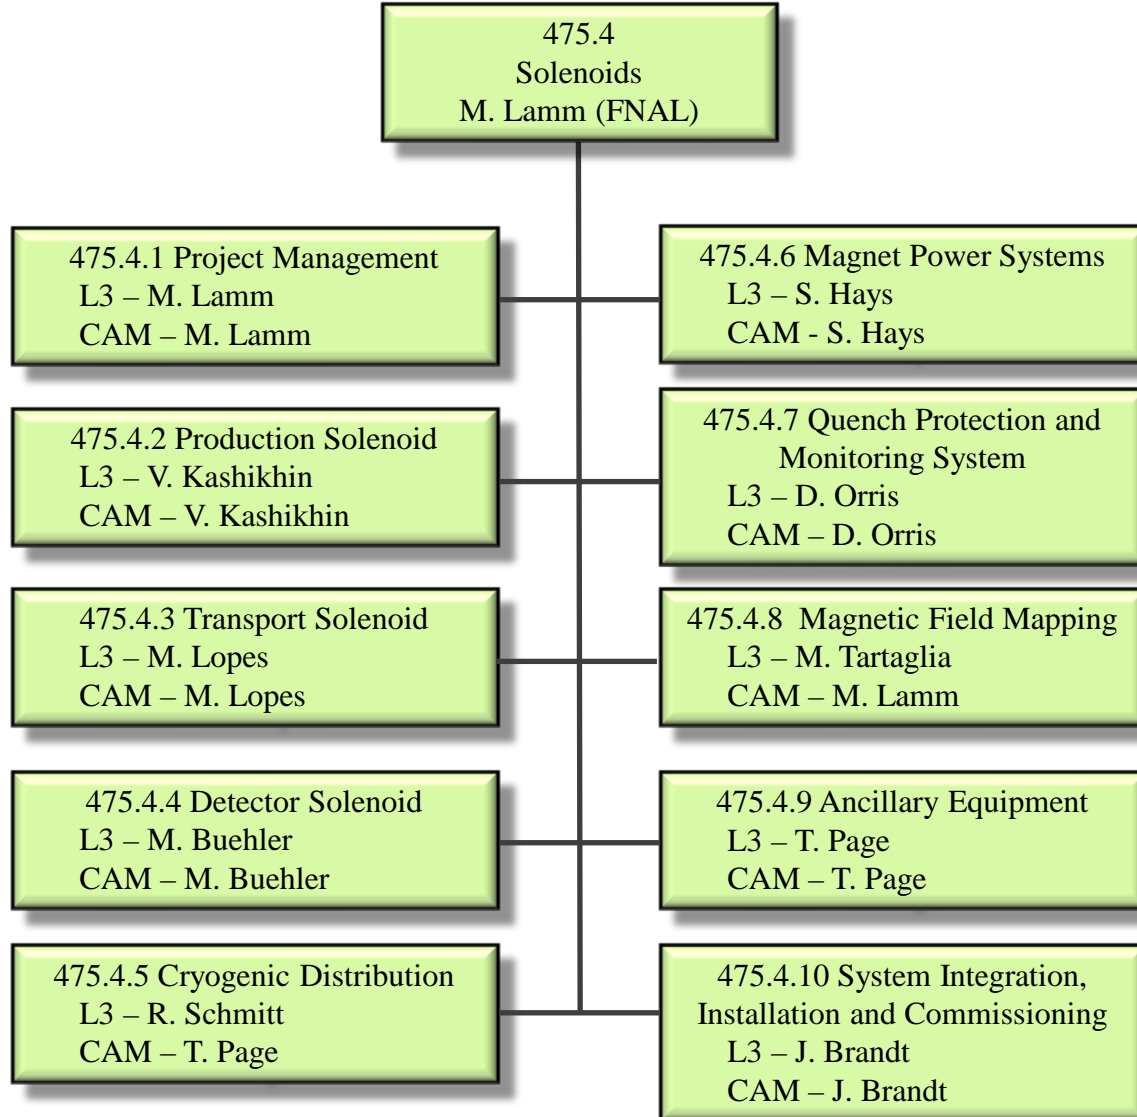 475.4
Solenoids
M. Lamm (FNAL)
475.4.1 Project Management
L3 – M. Lamm
CAM – M. Lamm
475.4.2 Production Solenoid
L3 – V. Kashikhin
CAM – V. Kashikhin
475.4.3 Transport Solenoid
L3 – M. Lopes
CAM – M. Lopes
475.4.4 Detector Solenoid
L3 – M. Buehler
CAM – M. Buehler
475.4.5 Cryogenic Distribution
L3 – R. Schmitt
CAM – T. Page
475.4.6 Magnet Power Systems
L3 – S. Hays
CAM - S. Hays
475.4.7 Quench Protection and
Monitoring System
L3 – D. Orris
CAM – D. Orris
475.4.8 Magnetic Field Mapping
L3 – M. Tartaglia
CAM – M. Lamm
475.4.9 Ancillary Equipment
L3 – T. Page
CAM – T. Page
475.4.10 System Integration,
Installation and Commissioning
L3 – J. Brandt
CAM – J. Brandt